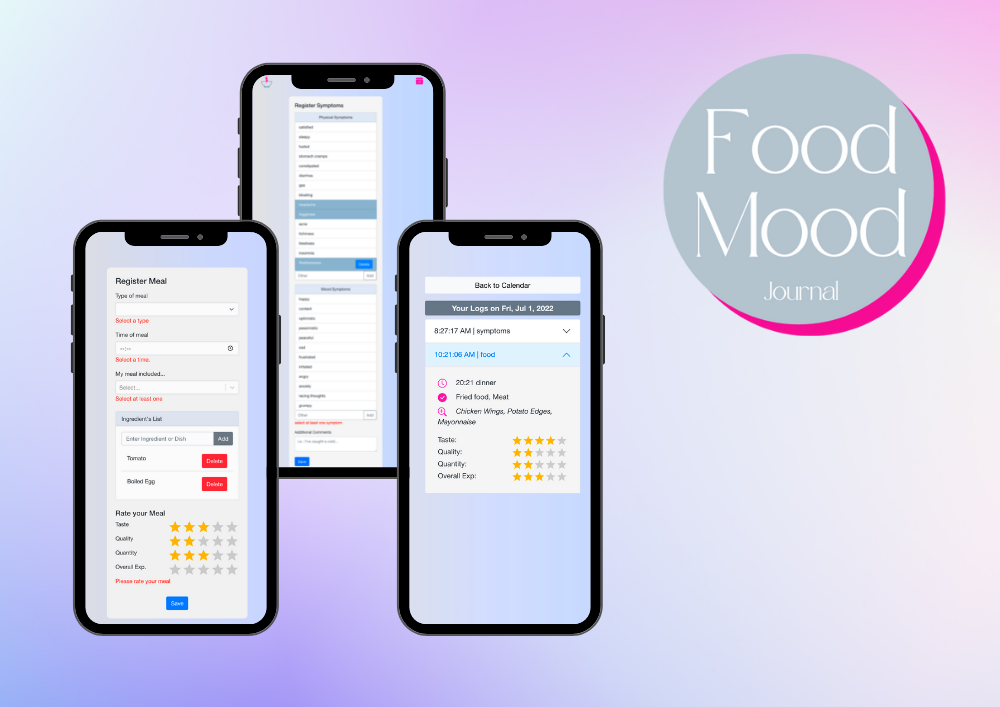 Food
Mood
Journal
Register Symptoms
Physical Symptoms
satisfied
sleepy
fueled
stomach cramps
constipated
diarrhea
gas
bloating
acne
itchiness
tiredness
insomnia
Other
Add
Mood Symptoms
happy
content
optimistic
pessimistic
peaceful
sad
frustrated
irritated
angry
anxiety
racing thoughts
grumpy
Other
Add
select at least one symptom
Additional Comments
Save
Register Meal
Type of meal
Select a type
Time of meal
--:--
Select a time.
My meal included...
Select...
Select at least one
Ingredient's List
Enter Ingredient or Dish
Add
Tomato
Delete
Boiled Egg
Delete
Rate your Meal
Taste
Quality
Quantity
Overall Exp.
Please rate your meal
Save
Back to Calendar
Your Logs on Fri, Jul 1, 2022
8:27:17 AM | symptoms
10:21:06 AM | food
20:21 dinner
Fried food, Meat
Chicken Wings, Potato Edges,
Mayonnaise
Taste:
Quality:
Quantity:
Overall Exp: